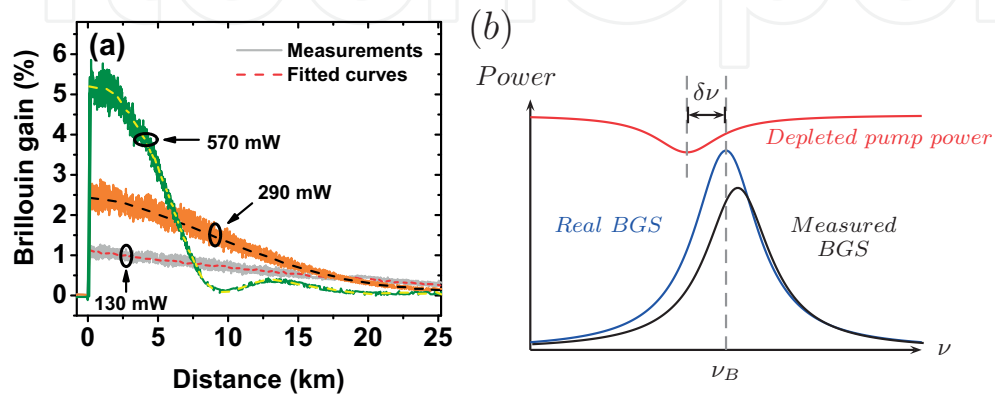 (a)
Brillouin gain (%)
6
5
4
3
2
1
0
Measurements
Fitted curves
570 mW
290 mW
130 mW
0 5 10 15 20 25
Distance (km)
(b)
Power
δν
Depleted pump power
Real BGS
Measured
BGS
ν_B
ν